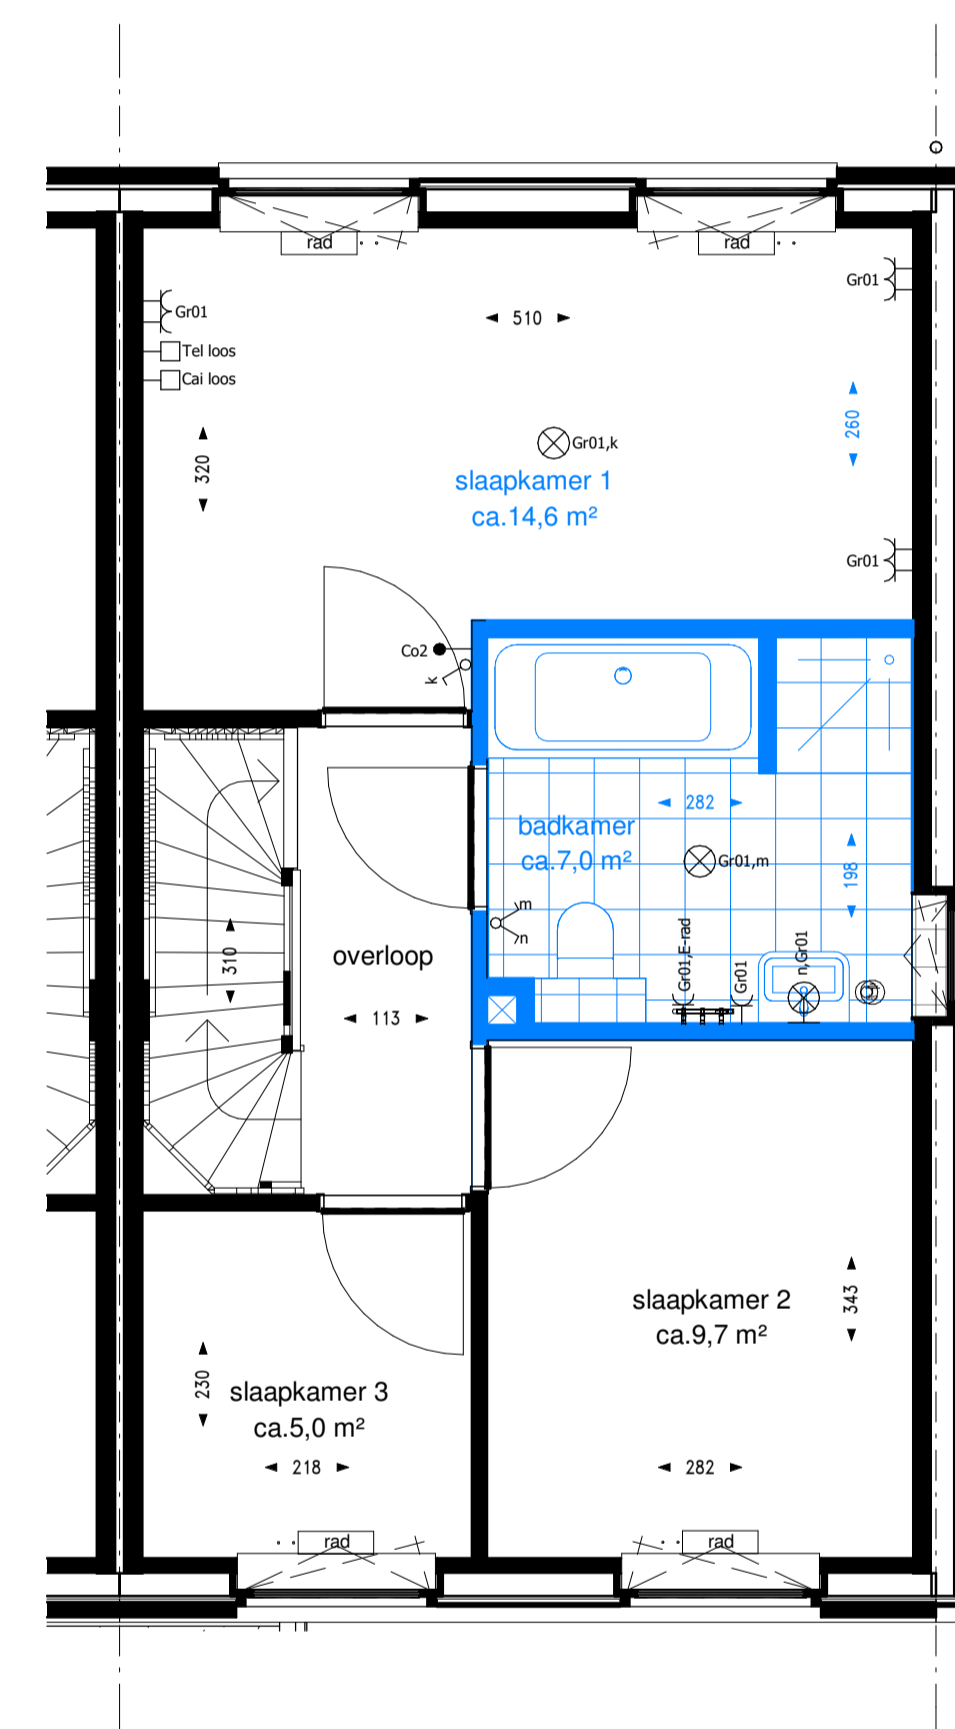 rad
rad
Gr01
Gr01
Tel loos
Cai loos
510
260
320
Gr01,k
slaapkamer 1
ca.14,6 m²
Gr01
Co2
k
282
badkamer
ca.7,0 m²
Gr01,m
198
m
n
Gr01,E-rad
Gr01
n,Gr01
310
overloop
113
slaapkamer 2
ca.9,7 m²
343
230
slaapkamer 3
ca.5,0 m²
218
282
rad
rad